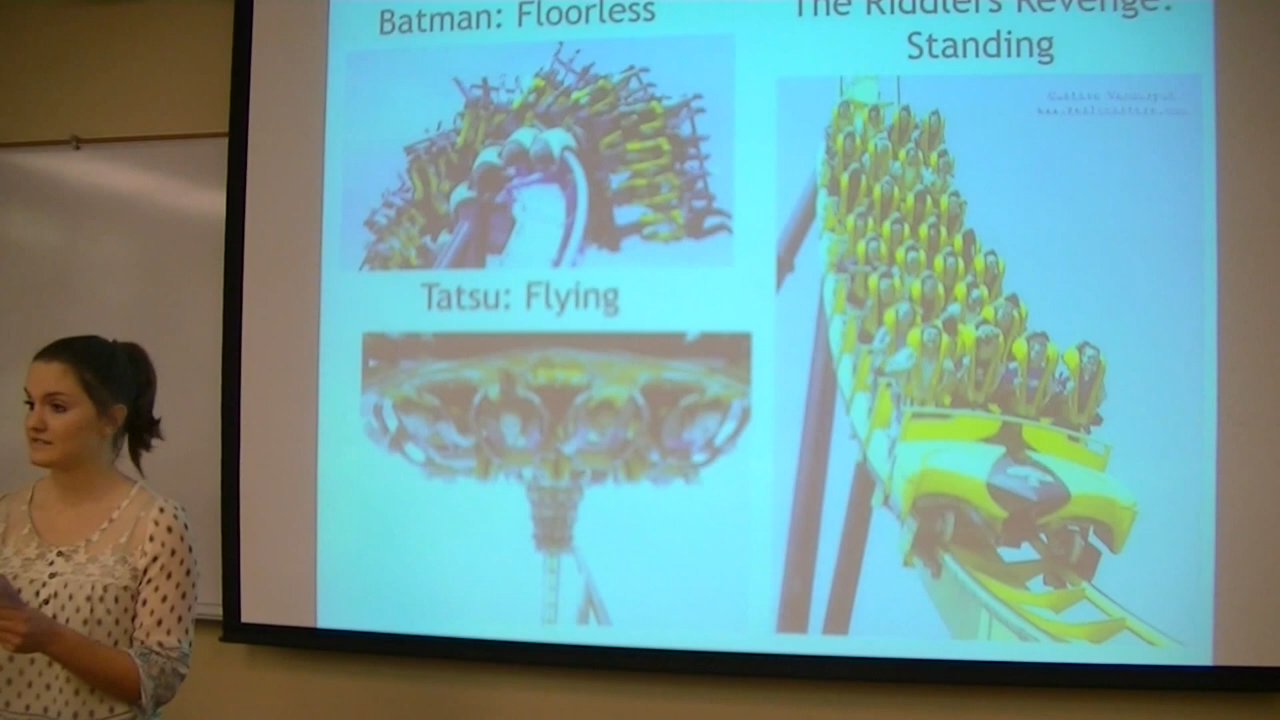 Batman: Floorless
The Riddlers Revenge:
Standing
Tatsu: Flying